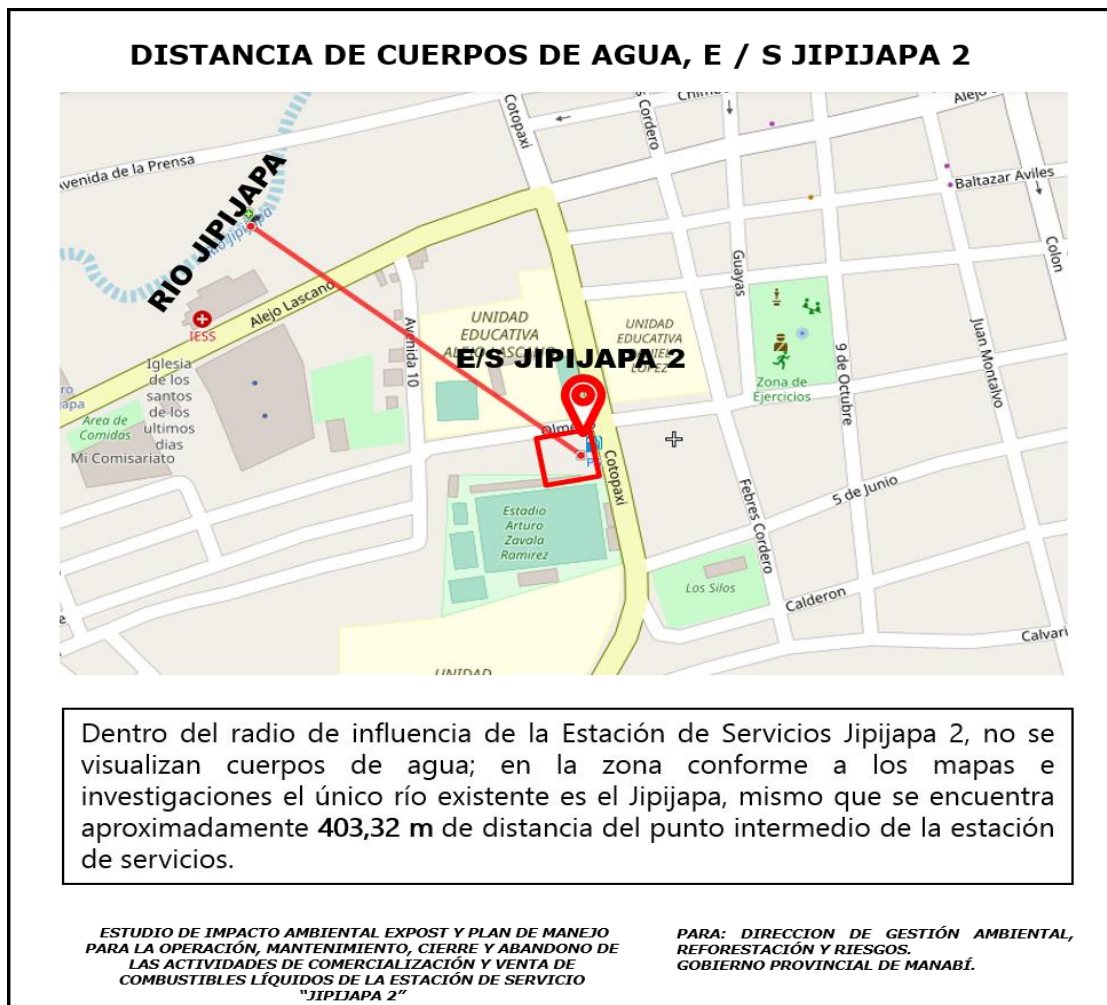 DISTANCIA DE CUERPOS DE AGUA, E / S JIPIJAPA 2
Cotopaxi
s Cordero
Alejo
Avenida de la Prensa
Baltazar Aviles
RIO JIPIJAPA
Colon
Guayas
Alejo Lascano
IESS
Avenida 10
UNIDAD
EDUCATIVA
ALEJO LASCANO
UNIDAD
EDUCATIVA
LOPEZ
E/S JIPIJAPA 2
Juan Montalvo
9 de Octubre
Zona de
Ejercicios
Iglesia
de los
santos
de los
ultimos
dias
Area de
Comidas
Mi Comisariato
Cotopaxi
Febres Cordero
5 de Junio
Estadio
Arturo
Zavala
Ramirez
Los Silos
Calderon
Calvari
UNIDAD
Dentro del radio de influencia de la Estación de Servicios Jipijapa 2, no se
visualizan cuerpos de agua; en la zona conforme a los mapas e
investigaciones el único río existente es el Jipijapa, mismo que se encuentra
aproximadamente 403,32 m de distancia del punto intermedio de la estación
de servicios.
ESTUDIO DE IMPACTO AMBIENTAL EXPOST Y PLAN DE MANEJO
PARA LA OPERACIÓN, MANTENIMIENTO, CIERRE Y ABANDONO DE
LAS ACTIVIDADES DE COMERCIALIZACIÓN Y VENTA DE
COMBUSTIBLES LÍQUIDOS DE LA ESTACIÓN DE SERVICIO
"JIPIJAPA 2"
PARA: DIRECCION DE GESTIÓN AMBIENTAL,
REFORESTACIÓN Y RIESGOS.
GOBIERNO PROVINCIAL DE MANABÍ.